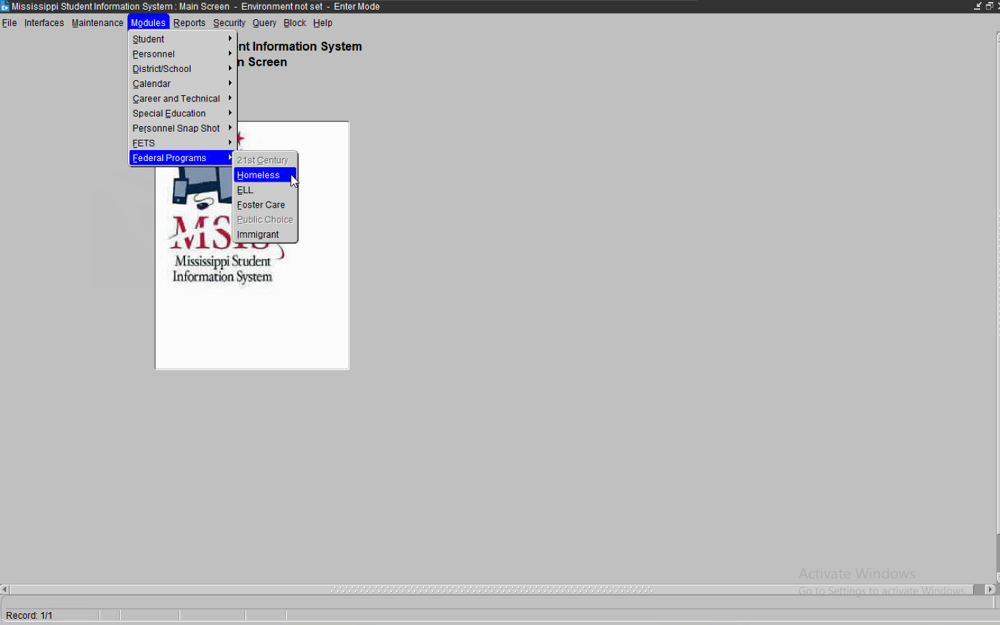 Mississippi Student Information System : Main Screen - Environment not set - Enter Mode
File Interfaces Maintenance Modules Reports Security Query Block Help
Student
Personnel
District/School
Calendar
Career and Technical
Special Education
Personnel Snap Shot
FETS
Federal Programs
nt Information System
n Screen
21st Century
Homeless
ELL
Foster Care
Public Choice
Immigrant
MSIS
Mississippi Student
Information System
Activate Windows
Go to Settings to activate Windows.
Record: 1/1